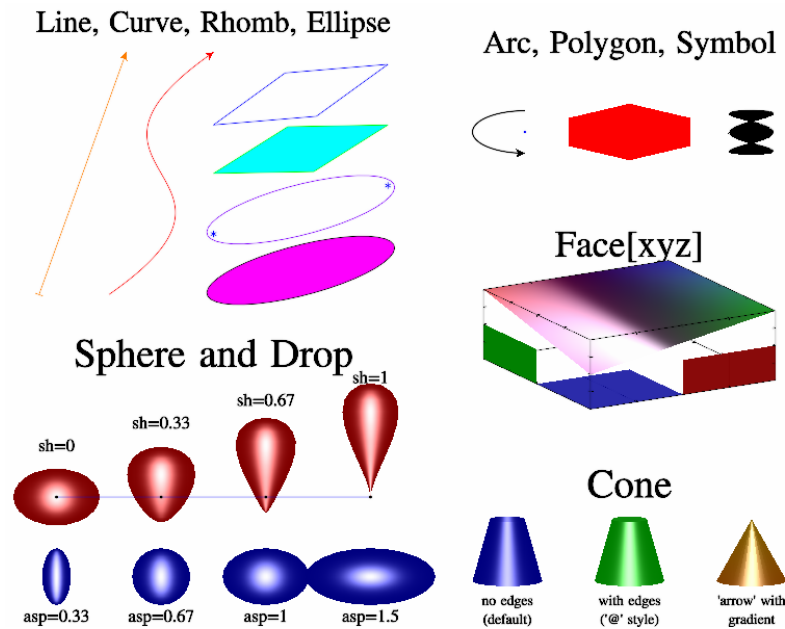 Line, Curve, Rhomb, Ellipse
Arc, Polygon, Symbol
Face[xyz]
Sphere and Drop
sh=0
sh=0.33
sh=0.67
sh=1
asp=0.33
asp=0.67
asp=1
asp=1.5
Cone
no edges
(default)
with edges
('@' style)
'arrow' with
gradient